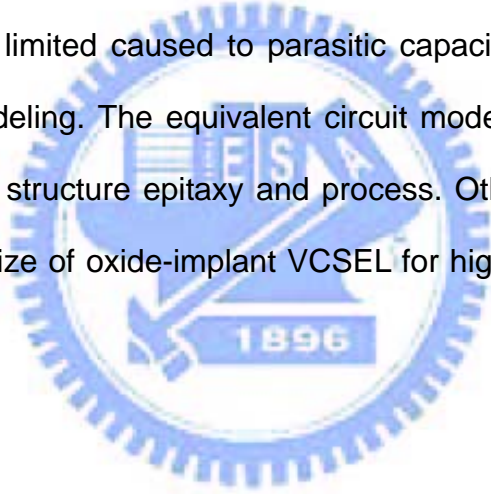 limited caused to parasitic capaci
deling. The equivalent circuit mode
structure epitaxy and process. Ot
ize of oxide-implant VCSEL for hig
E S A
1896